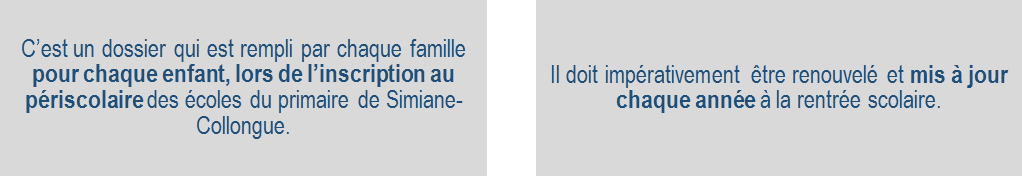 C’est un dossier qui est rempli par chaque famille
pour chaque enfant, lors de l’inscription au
périscolaire des écoles du primaire de Simiane-
Collongue.
Il doit impérativement être renouvelé et mis à jour
chaque année à la rentrée scolaire.